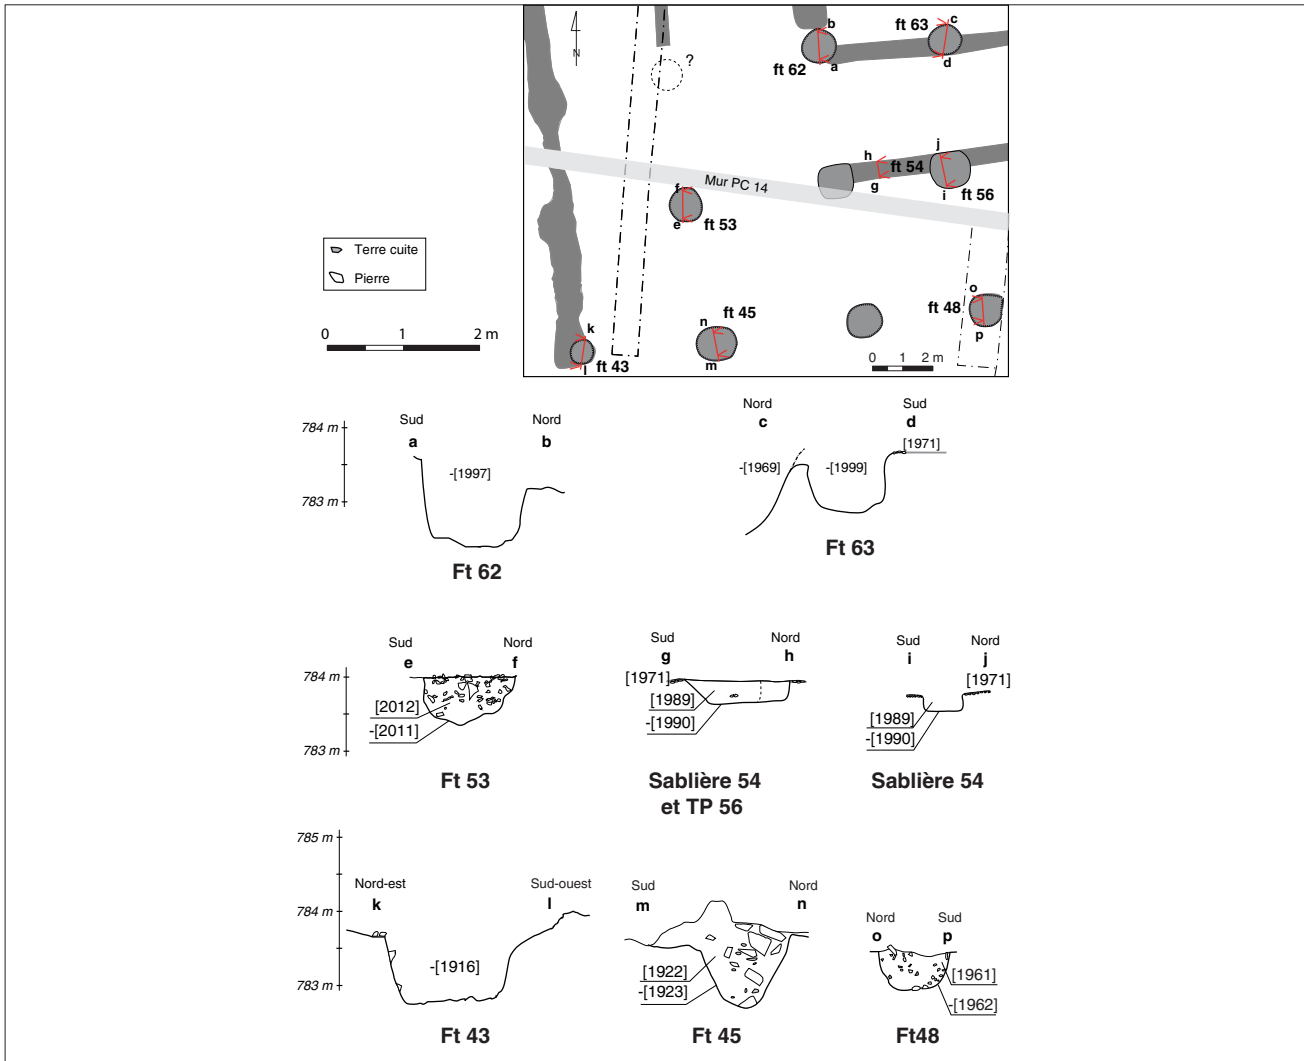 N
?
b
ft 63
c
ft 62
a
d
h
ft 54
j
g
i
ft 56
Mur PC 14
f
e
ft 53
o
ft 48
p
n
ft 45
m
k
l
ft 43
0 1 2 m
Terre cuite
Pierre
0 1 2 m
784 m
783 m
Sud
a
Nord
b
-[1997]
Ft 62
Nord
c
Sud
d
[1971]
-[1969]
-[1999]
Ft 63
784 m
783 m
Sud
e
Nord
f
[2012]
-[2011]
Ft 53
Sud
g
Nord
h
[1971]
[1989]
-[1990]
Sablière 54
et TP 56
Sud
i
Nord
j
[1971]
[1989]
-[1990]
Sablière 54
785 m
784 m
783 m
Nord-est
k
Sud-ouest
l
-[1916]
Ft 43
Sud
m
Nord
n
[1922]
-[1923]
Ft 45
Nord
o
Sud
p
[1961]
-[1962]
Ft48